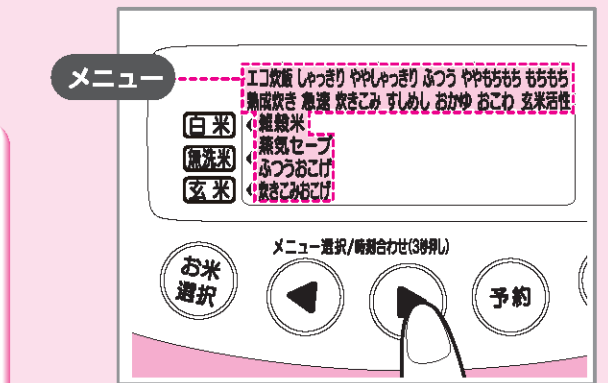 メニュー
エコ炊飯 しゃっきり ややしゃっきり ふつう ややもちもち もちもち
熟成炊き 急速 炊きこみ すしめし おかゆ おこわ 玄米活性
白米 雑穀米
無洗米 蒸気セーブ
ふつうおこげ
玄米 炊きこみおこげ
メニュー選択/時刻合わせ(3秒押し)
お米
選択
予約